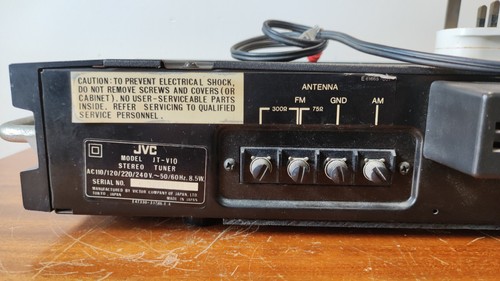 CAUTION: TO PREVENT ELECTRICAL SHOCK,
DO NOT REMOVE SCREWS AND COVERS (OR
CABINET). NO USER-SERVICEABLE PARTS
INSIDE. REFER SERVICING TO QUALIFIED
SERVICE PERSONNEL.
ANTENNA
FM GND AM
300Ω 75Ω
JVC
MODEL JT-V10
STEREO TUNER
AC110/120/220/240V.~50/60Hz.8.5W.
SERIAL NO.
MANUFACTURED BY VICTOR COMPANY OF JAPAN, LTD.
TOKYO, JAPAN MADE IN JAPAN